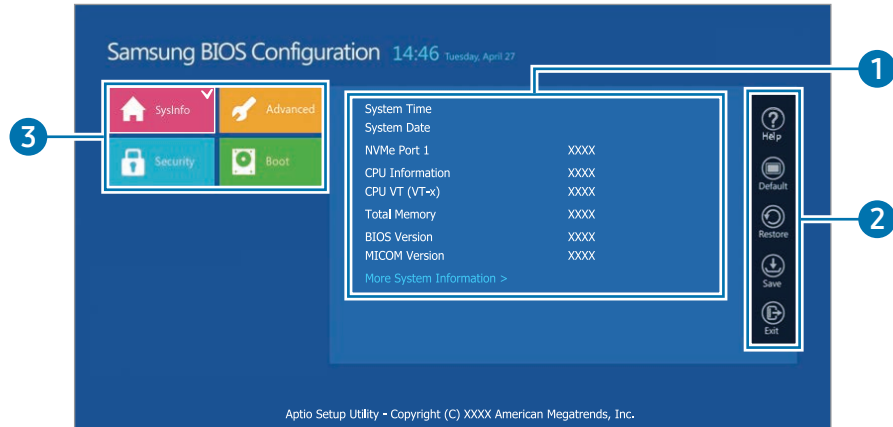 Samsung BIOS Configuration 14:46 Tuesday, April 27
1
SysInfo
Advanced
Security
Boot
3
System Time
System Date
NVMe Port 1 XXXX
CPU Information XXXX
CPU VT (VT-x) XXXX
Total Memory XXXX
BIOS Version XXXX
MICOM Version XXXX
More System Information >
Help
Default
Restore
Save
Exit
2
Aptio Setup Utility - Copyright (C) XXXX American Megatrends, Inc.